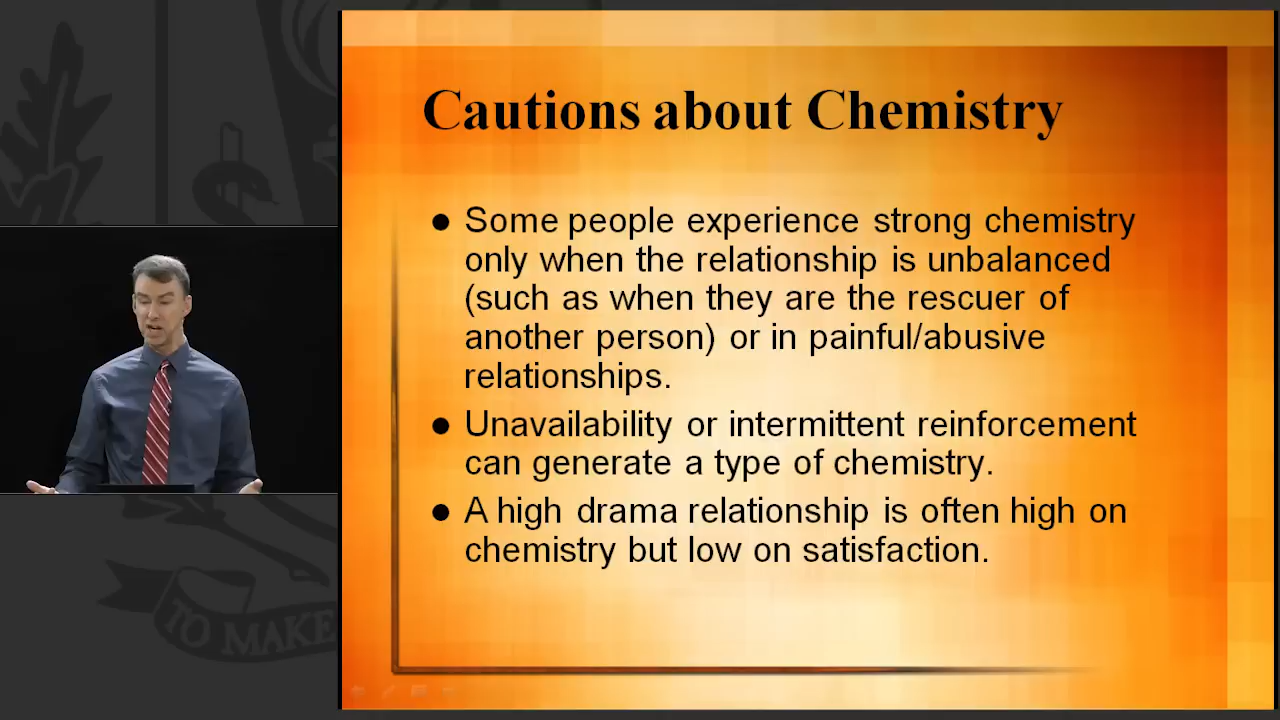 Cautions about Chemistry
● Some people experience strong chemistry
only when the relationship is unbalanced
(such as when they are the rescuer of
another person) or in painful/abusive
relationships.
● Unavailability or intermittent reinforcement
can generate a type of chemistry.
● A high drama relationship is often high on
chemistry but low on satisfaction.
TO MAKE